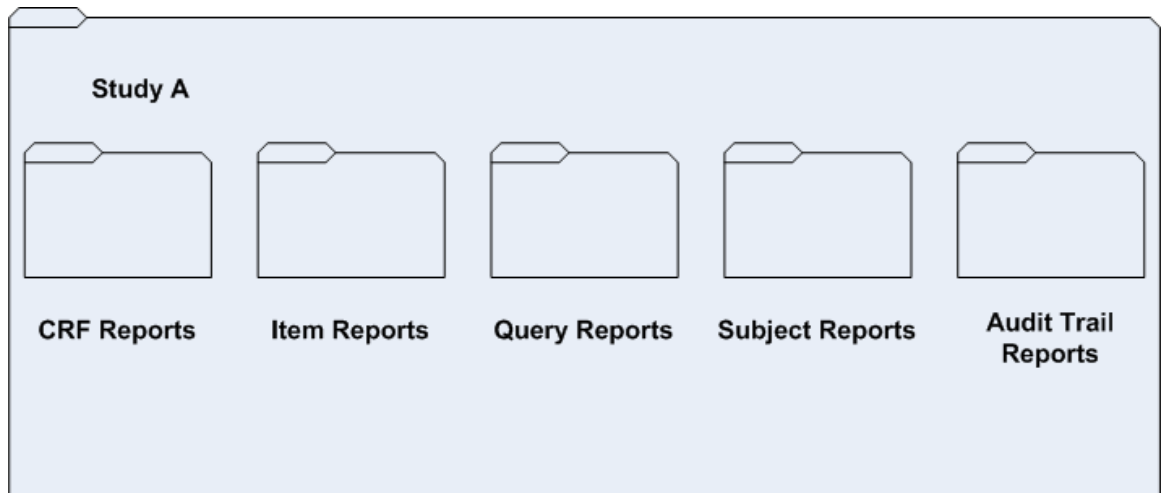 Study A
CRF Reports
Item Reports
Query Reports
Subject Reports
Audit Trail
Reports